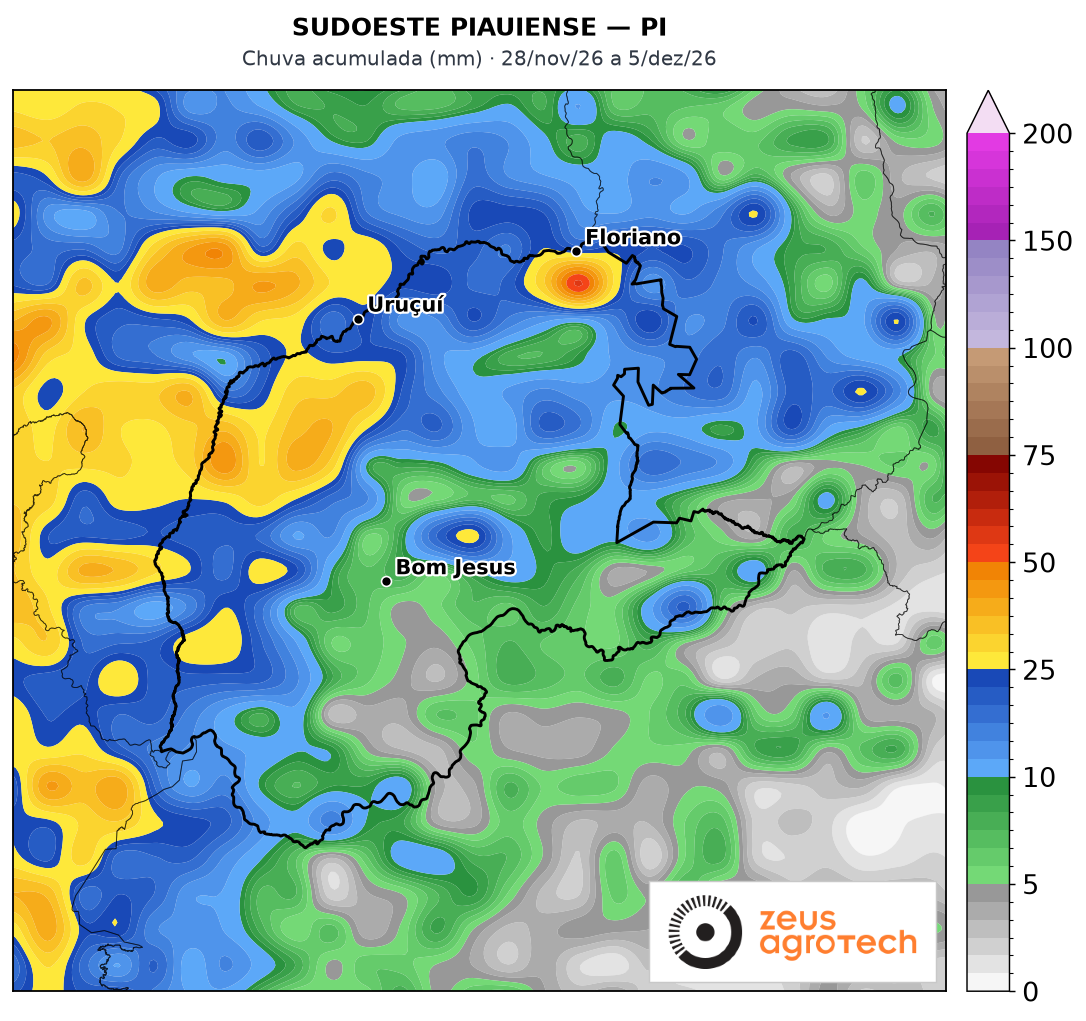 SUDOESTE PIAUIENSE — PI
Chuva acumulada (mm) · 28/nov/26 a 5/dez/26
Floriano
Uruçuí
Bom Jesus
200
150
100
75
50
25
10
5
0
zeus
agrotech